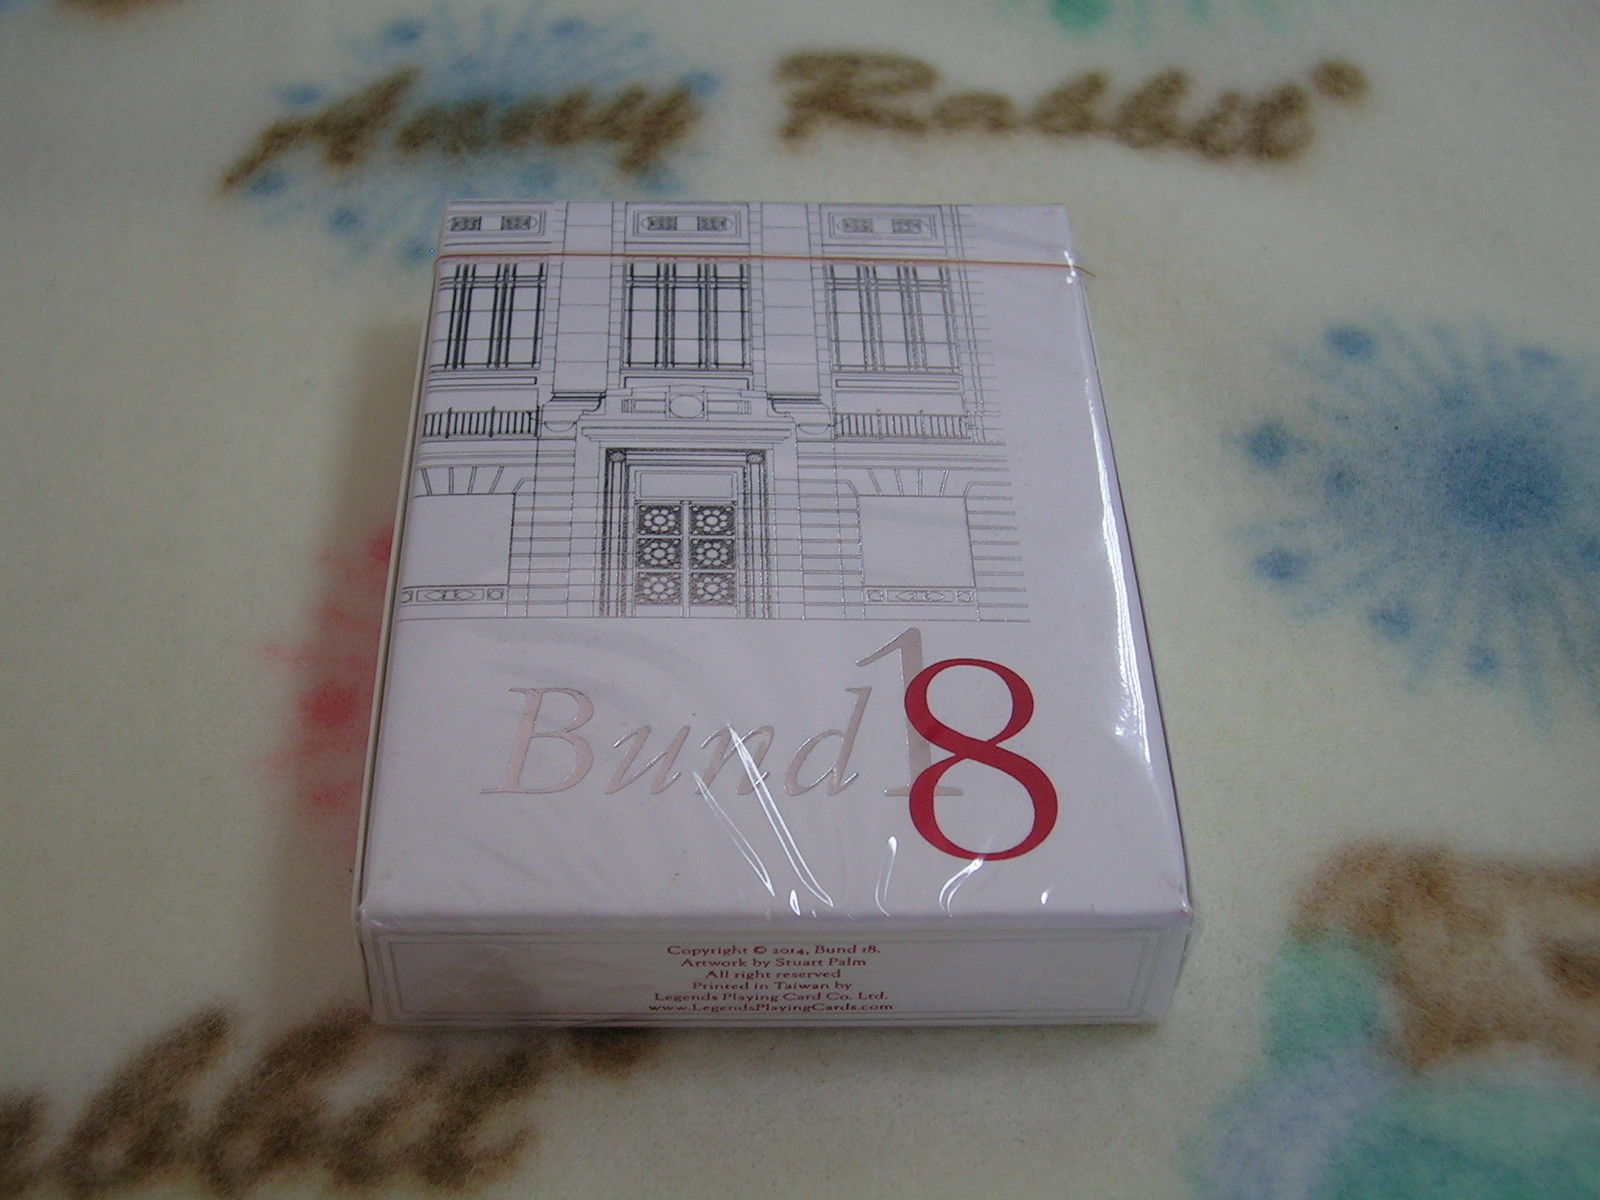 Amy Rabbit
Bund18
Copyright © 2014, Bund 18.
Artwork by Stuart Palm
All right reserved
Printed in Taiwan by
Legends Playing Card Co. Ltd.
www.LegendsPlayingCards.com